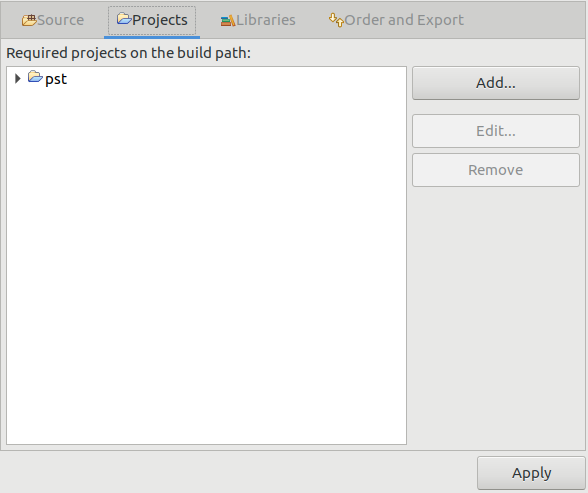 Source Projects Libraries Order and Export
Required projects on the build path:
pst
Add...
Edit...
Remove
Apply